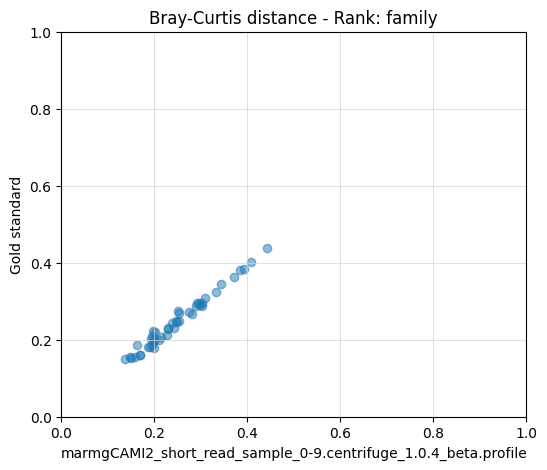 Bray-Curtis distance - Rank: family
1.0
0.8
0.6
0.4
0.2
0.0
Gold standard
0.0 0.2 0.4 0.6 0.8 1.0
marmgCAMI2_short_read_sample_0-9.centrifuge_1.0.4_beta.profile